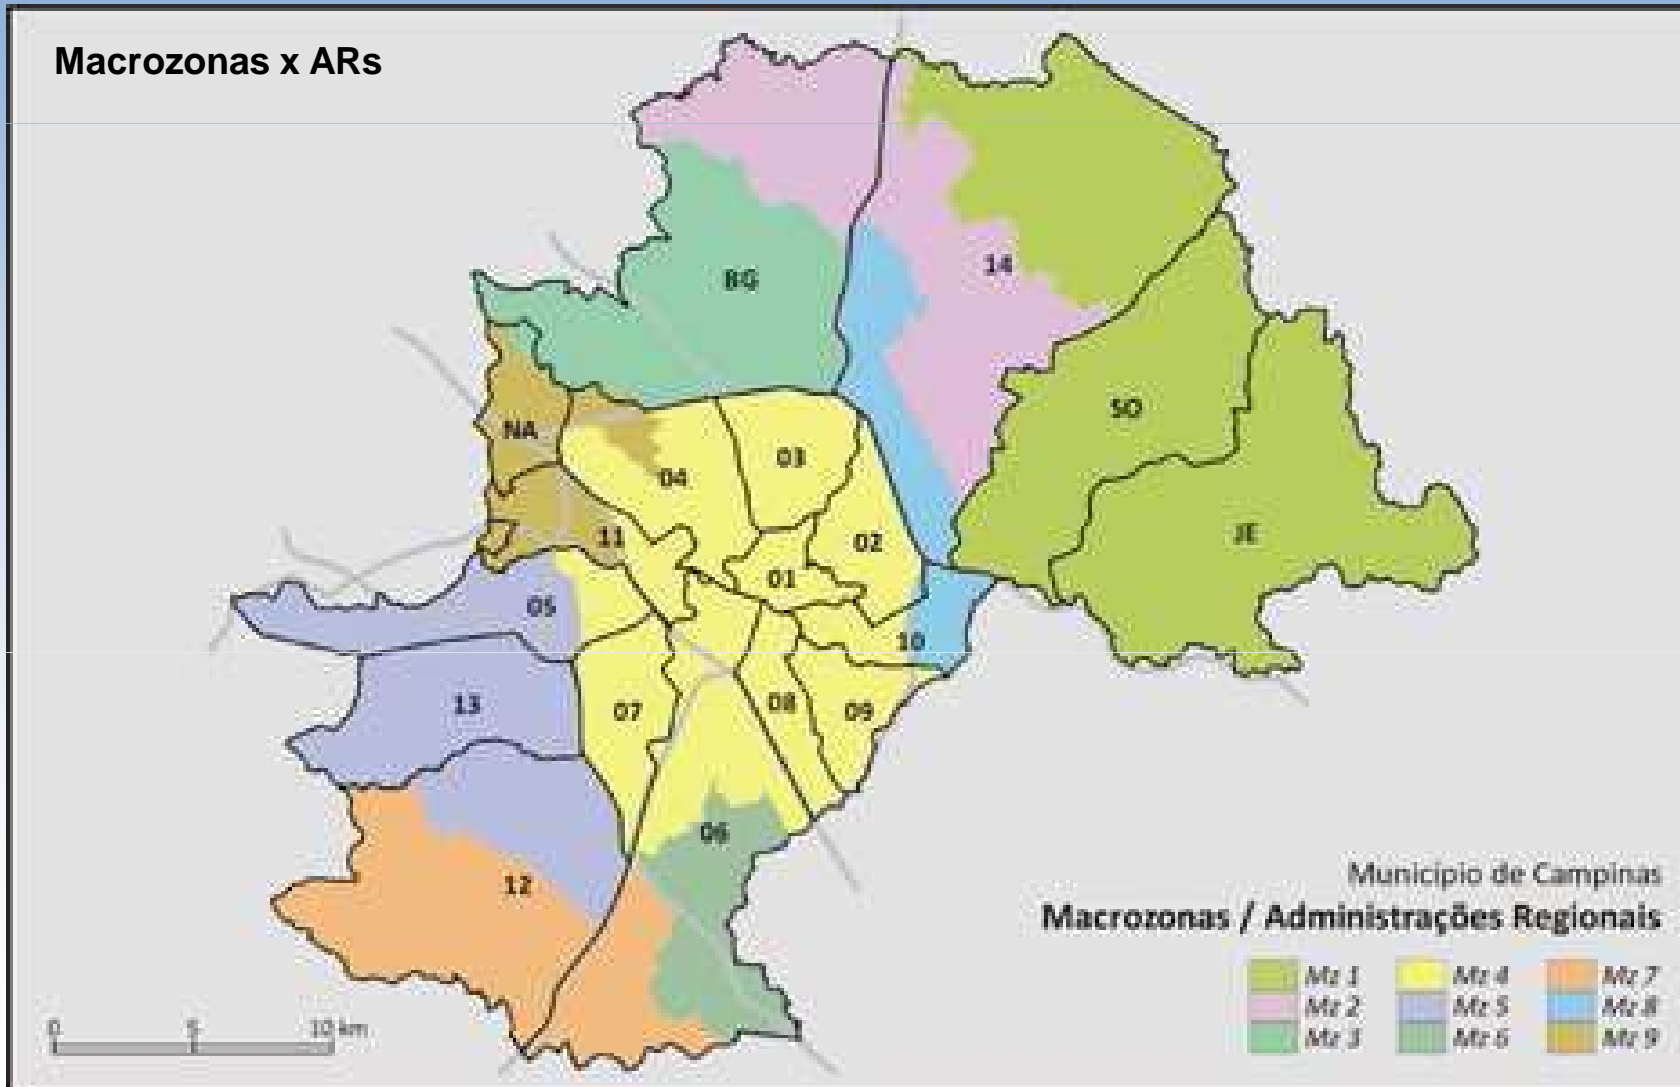 Macrozonas x ARs
BG
14
SO
NA
03
04
JE
11
02
01
05
10
13
07
08
09
06
12
Município de Campinas
Macrozonas / Administrações Regionais
Mz 1 Mz 4 Mz 7
Mz 2 Mz 5 Mz 8
Mz 3 Mz 6 Mz 9
0 5 10 km